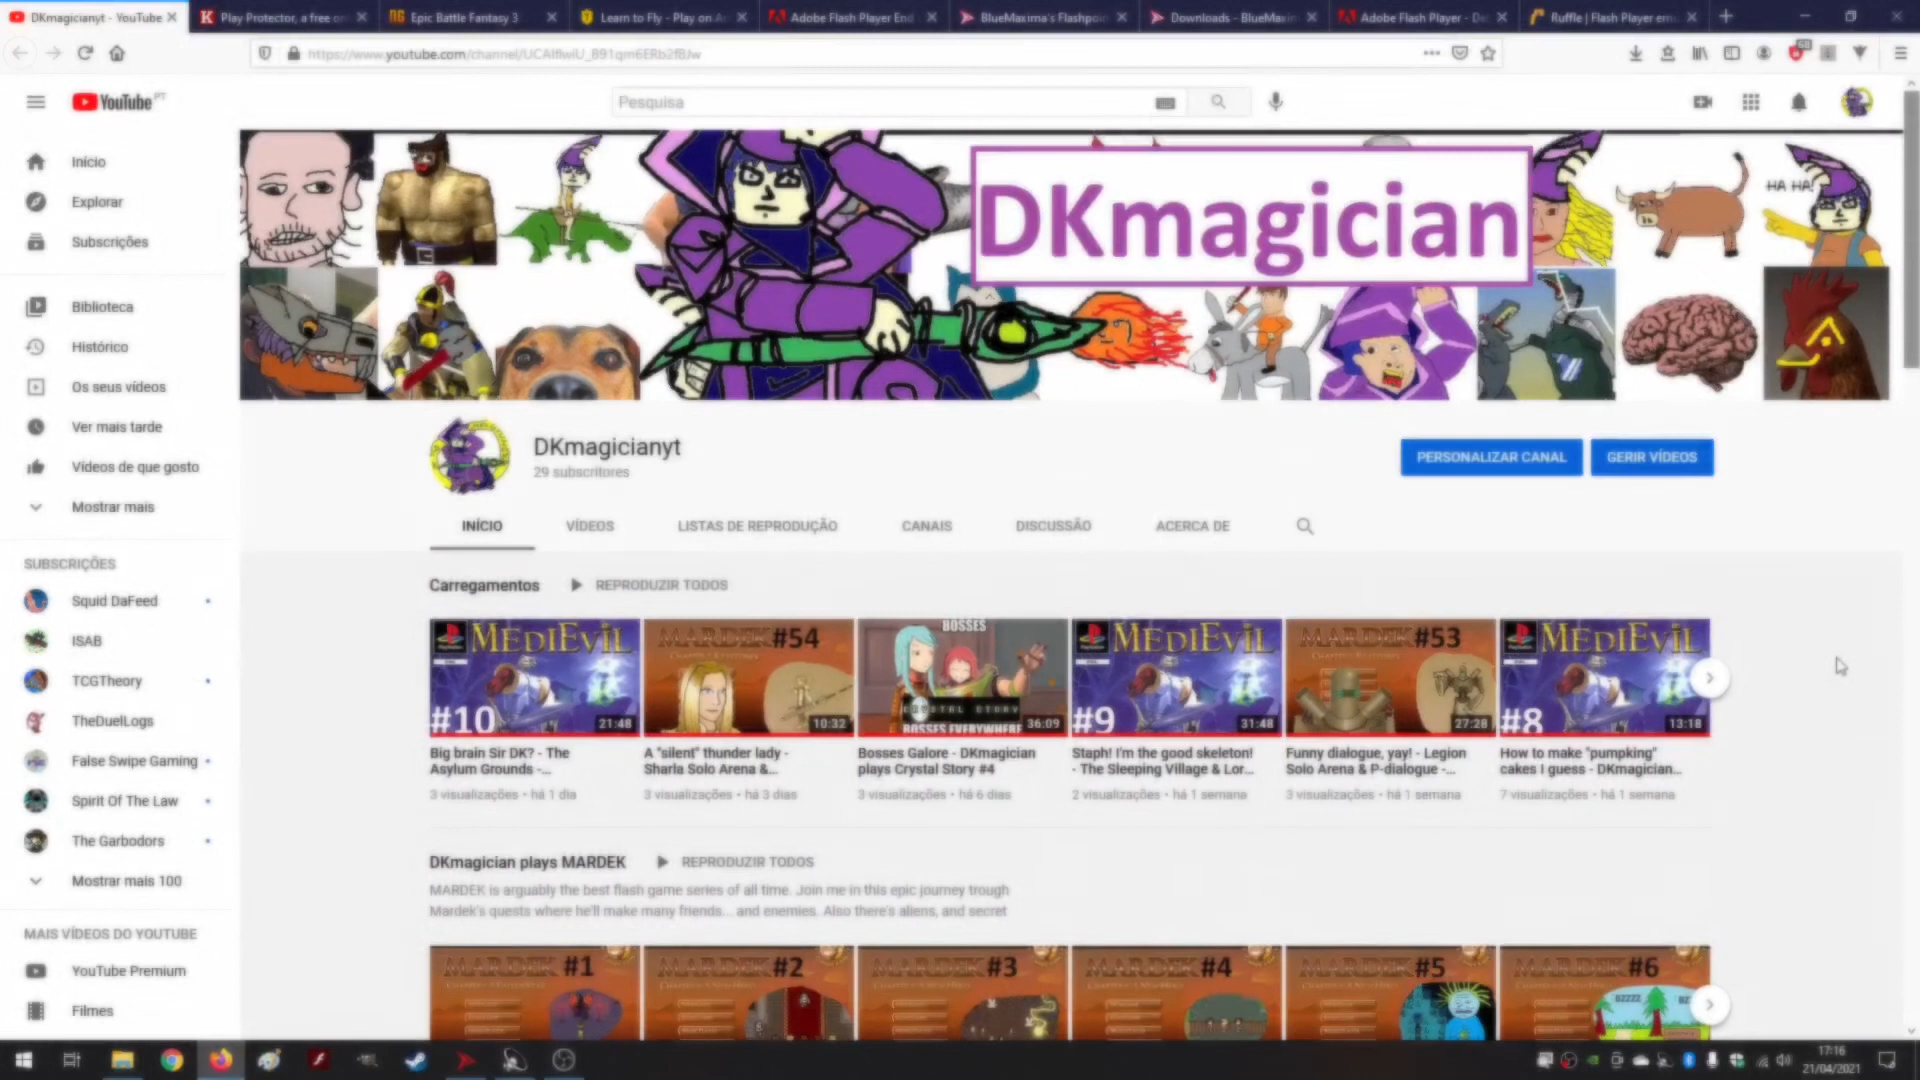 DKmagicianyt - YouTube
Play Protector, a free on
Epic Battle Fantasy 3
Learn to Fly - Play on Ar
Adobe Flash Player End
BlueMaxima's Flashpoin
Downloads - BlueMaxim
Adobe Flash Player - De
Ruffle | Flash Player emu
YouTube PT
Pesquisa
Início
Explorar
Subscrições
Biblioteca
Histórico
Os seus vídeos
Ver mais tarde
Vídeos de que gosto
Mostrar mais
SUBSCRIÇÕES
Squid DaFeed
ISAB
TCGTheory
TheDuelLogs
False Swipe Gaming
Spirit Of The Law
The Garbodors
Mostrar mais 100
MAIS VÍDEOS DO YOUTUBE
YouTube Premium
Filmes
DKmagician
HA HA!
DKmagicianyt
29 subscritores
PERSONALIZAR CANAL
GERIR VÍDEOS
INÍCIO
VÍDEOS
LISTAS DE REPRODUÇÃO
CANAIS
DISCUSSÃO
ACERCA DE
Carregamentos
REPRODUZIR TODOS
MEDIEVIL
#10
21:48
Big brain Sir DK? - The
Asylum Grounds -...
3 visualizações • há 1 dia
MARDEK #54
10:32
A "silent" thunder lady -
Sharla Solo Arena &...
3 visualizações • há 3 dias
BOSSES
CRYSTAL STORY
BOSSES EVERYWHERE
36:09
Bosses Galore - DKmagician
plays Crystal Story #4
3 visualizações • há 6 dias
MEDIEVIL
#9
31:48
Staph! I'm the good skeleton!
- The Sleeping Village & Lor...
2 visualizações • há 1 semana
MARDEK #53
27:28
Funny dialogue, yay! - Legion
Solo Arena & P-dialogue -...
3 visualizações • há 1 semana
MEDIEVIL
#8
13:18
How to make "pumpking"
cakes I guess - DKmagician...
7 visualizações • há 1 semana
DKmagician plays MARDEK
REPRODUZIR TODOS
MARDEK is arguably the best flash game series of all time. Join me in this epic journey trough
Mardek's quests where he'll make many friends... and enemies. Also there's aliens, and secret
MARDEK #1
MARDEK #2
MARDEK #3
MARDEK #4
MARDEK #5
MARDEK #6
BZZZZ
17:16
21/04/2021